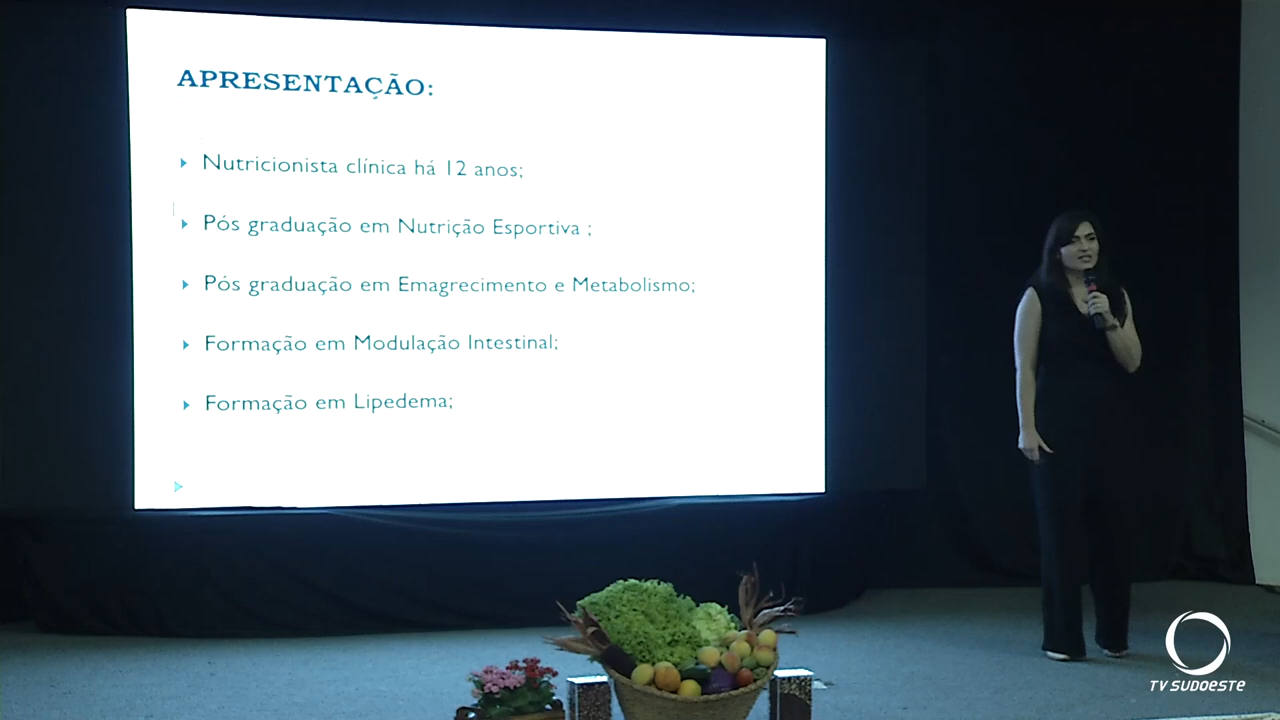 APRESENTAÇÃO:
Nutricionista clínica há 12 anos;
Pós graduação em Nutrição Esportiva ;
Pós graduação em Emagrecimento e Metabolismo;
Formação em Modulação Intestinal;
Formação em Lipedema;
TV SUDOESTE